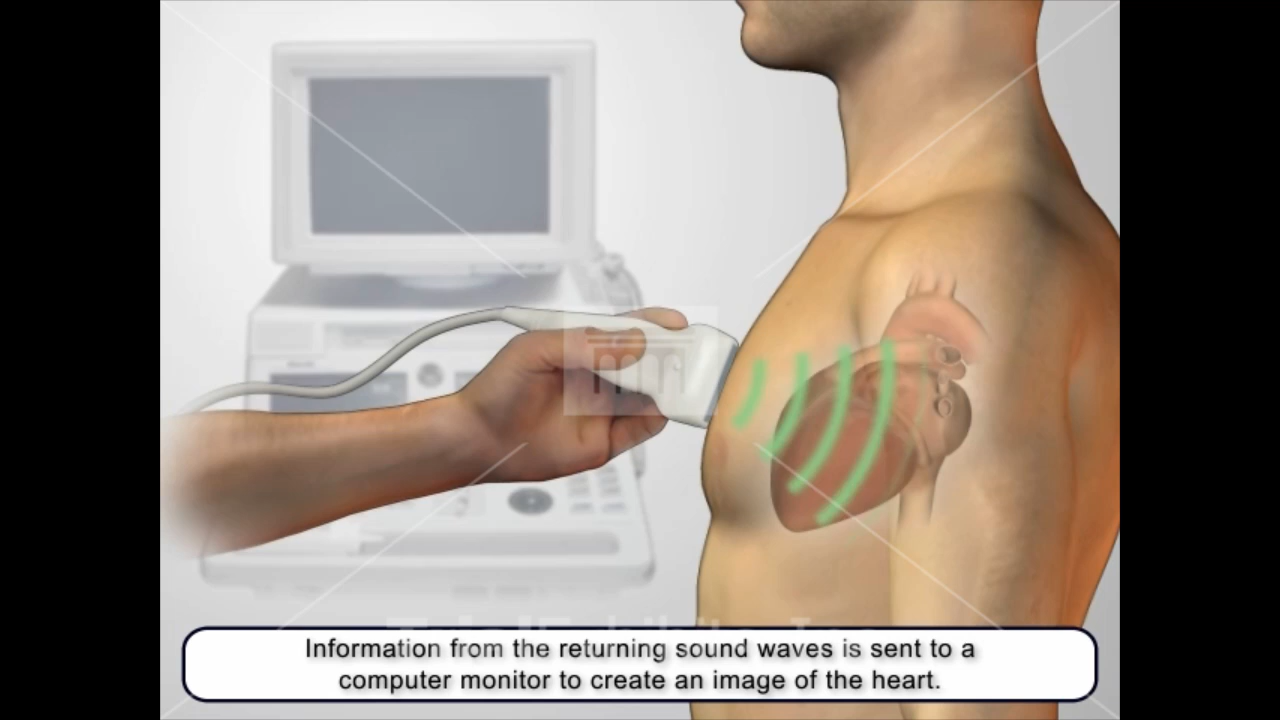 Information from the returning sound waves is sent to a
computer monitor to create an image of the heart.